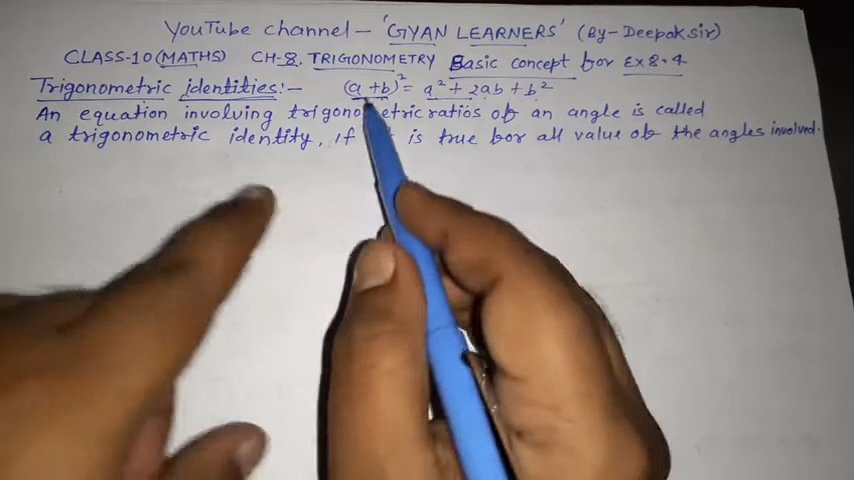 YouTube channel - 'GYAN LEARNERS' (By-Deepak sir)
CLASS-10 (MATHS) CH-8. TRIGONOMETRY Basic concept for Ex 8.4
Trigonometric identities:- (a+b)² = a² + 2ab + b²
An equation involving trigonometric ratios of an angle is called
a trigonometric identity, if is true for all value of the angles involved.